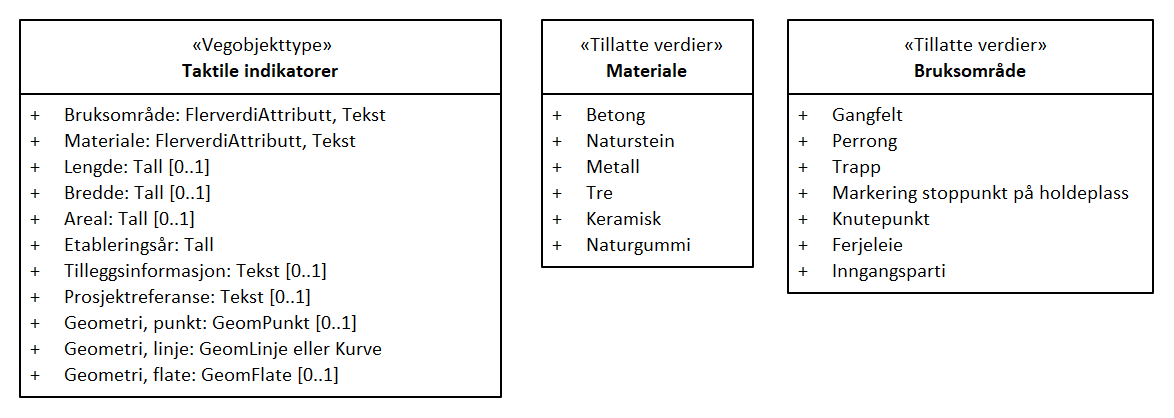 «Vegobjekttype»
Taktile indikatorer
+ Bruksområde: FlerverdiAttributt, Tekst
+ Materiale: FlerverdiAttributt, Tekst
+ Lengde: Tall [0..1]
+ Bredde: Tall [0..1]
+ Areal: Tall [0..1]
+ Etableringsår: Tall
+ Tilleggsinformasjon: Tekst [0..1]
+ Prosjektreferanse: Tekst [0..1]
+ Geometri, punkt: GeomPunkt [0..1]
+ Geometri, linje: GeomLinje eller Kurve
+ Geometri, flate: GeomFlate [0..1]
«Tillatte verdier»
Materiale
+ Betong
+ Naturstein
+ Metall
+ Tre
+ Keramisk
+ Naturgummi
«Tillatte verdier»
Bruksområde
+ Gangfelt
+ Perrong
+ Trapp
+ Markering stoppunkt på holdeplass
+ Knutepunkt
+ Ferjeleie
+ Inngangsparti